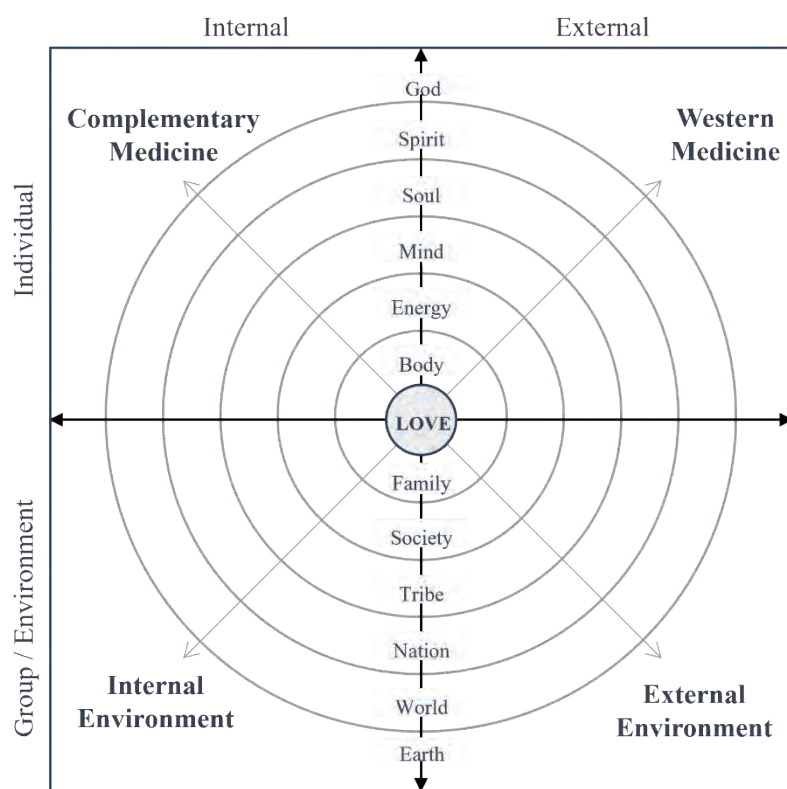 Internal
External
God
Complementary
Medicine
Western
Medicine
Spirit
Soul
Individual
Mind
Energy
Body
LOVE
Family
Society
Group / Environment
Tribe
Nation
Internal
Environment
External
Environment
World
Earth